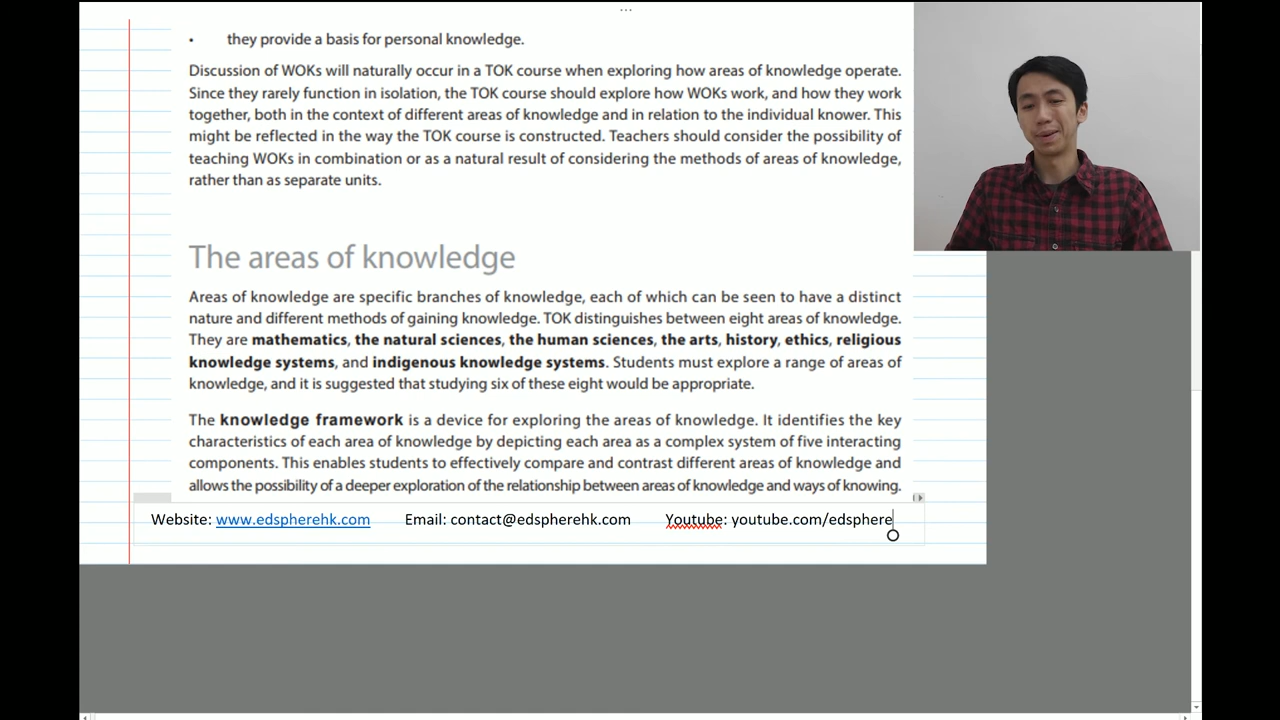 • they provide a basis for personal knowledge.
Discussion of WOKs will naturally occur in a TOK course when exploring how areas of knowledge operate.
Since they rarely function in isolation, the TOK course should explore how WOKs work, and how they work
together, both in the context of different areas of knowledge and in relation to the individual knower. This
might be reflected in the way the TOK course is constructed. Teachers should consider the possibility of
teaching WOKs in combination or as a natural result of considering the methods of areas of knowledge,
rather than as separate units.
The areas of knowledge
Areas of knowledge are specific branches of knowledge, each of which can be seen to have a distinct
nature and different methods of gaining knowledge. TOK distinguishes between eight areas of knowledge.
They are mathematics, the natural sciences, the human sciences, the arts, history, ethics, religious
knowledge systems, and indigenous knowledge systems. Students must explore a range of areas of
knowledge, and it is suggested that studying six of these eight would be appropriate.
The knowledge framework is a device for exploring the areas of knowledge. It identifies the key
characteristics of each area of knowledge by depicting each area as a complex system of five interacting
components. This enables students to effectively compare and contrast different areas of knowledge and
allows the possibility of a deeper exploration of the relationship between areas of knowledge and ways of knowing.
Website: www.edspherehk.com Email: contact@edspherehk.com Youtube: youtube.com/edsphere